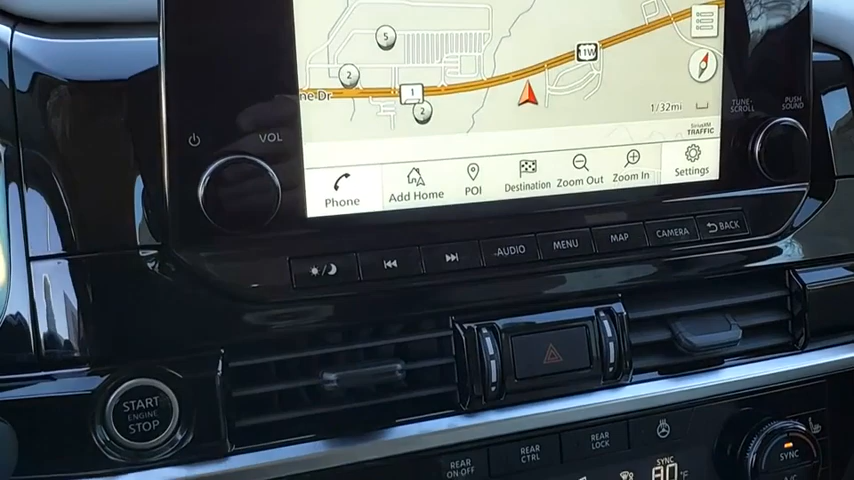 5
11W
2
ne Dr
1
2
1/32mi
TUNE
SCROLL
PUSH
SOUND
VOL
SiriusXM
TRAFFIC
Phone
Add Home
POI
Destination
Zoom Out
Zoom In
Settings
AUDIO
MENU
MAP
CAMERA
BACK
START
ENGINE
STOP
REAR
ON·OFF
REAR
CTRL
REAR
LOCK
SYNC
80°F
SYNC
A/C